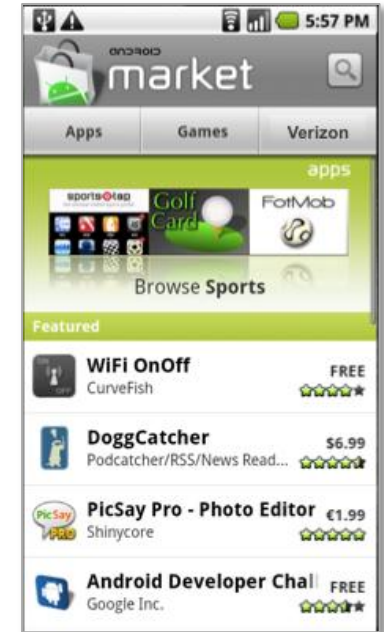 5:57 PM
ANDROID
market
Apps Games Verizon
apps
sports tap Golf Card FotMob
Browse Sports
Featured
WiFi OnOff FREE
CurveFish
DoggCatcher $6.99
Podcatcher/RSS/News Read...
PicSay PRO
PicSay Pro - Photo Editor €1.99
Shinycore
Android Developer Chall FREE
Google Inc.